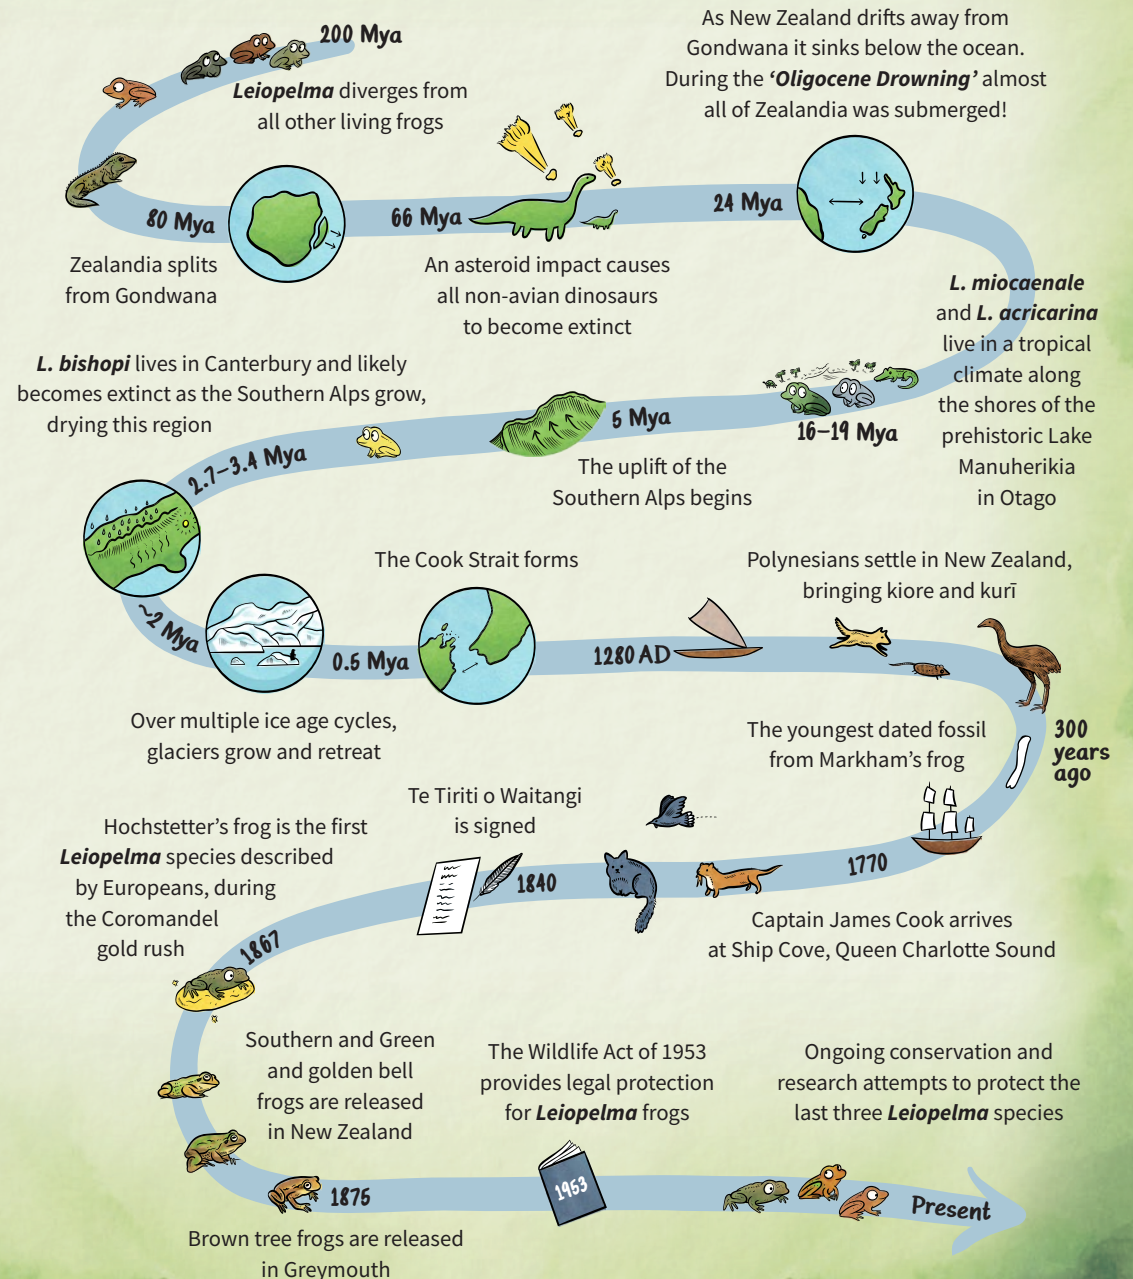 200 Mya
Leiopelma diverges from
all other living frogs
As New Zealand drifts away from
Gondwana it sinks below the ocean.
During the ‘Oligocene Drowning’ almost
all of Zealandia was submerged!
80 Mya
Zealandia splits
from Gondwana
66 Mya
An asteroid impact causes
all non-avian dinosaurs
to become extinct
24 Mya
L. miocaenale
and L. acricarina
live in a tropical
climate along
the shores of the
prehistoric Lake
Manuherikia
in Otago
16–19 Mya
5 Mya
The uplift of the
Southern Alps begins
L. bishopi lives in Canterbury and likely
becomes extinct as the Southern Alps grow,
drying this region
2.7–3.4 Mya
~2 Mya
Over multiple ice age cycles,
glaciers grow and retreat
0.5 Mya
The Cook Strait forms
1280 AD
Polynesians settle in New Zealand,
bringing kiore and kurī
300
years
ago
The youngest dated fossil
from Markham’s frog
1770
Captain James Cook arrives
at Ship Cove, Queen Charlotte Sound
Te Tiriti o Waitangi
is signed
1840
Hochstetter’s frog is the first
Leiopelma species described
by Europeans, during
the Coromandel
gold rush
1867
Southern and Green
and golden bell
frogs are released
in New Zealand
1875
Brown tree frogs are released
in Greymouth
The Wildlife Act of 1953
provides legal protection
for Leiopelma frogs
1953
Ongoing conservation and
research attempts to protect the
last three Leiopelma species
Present